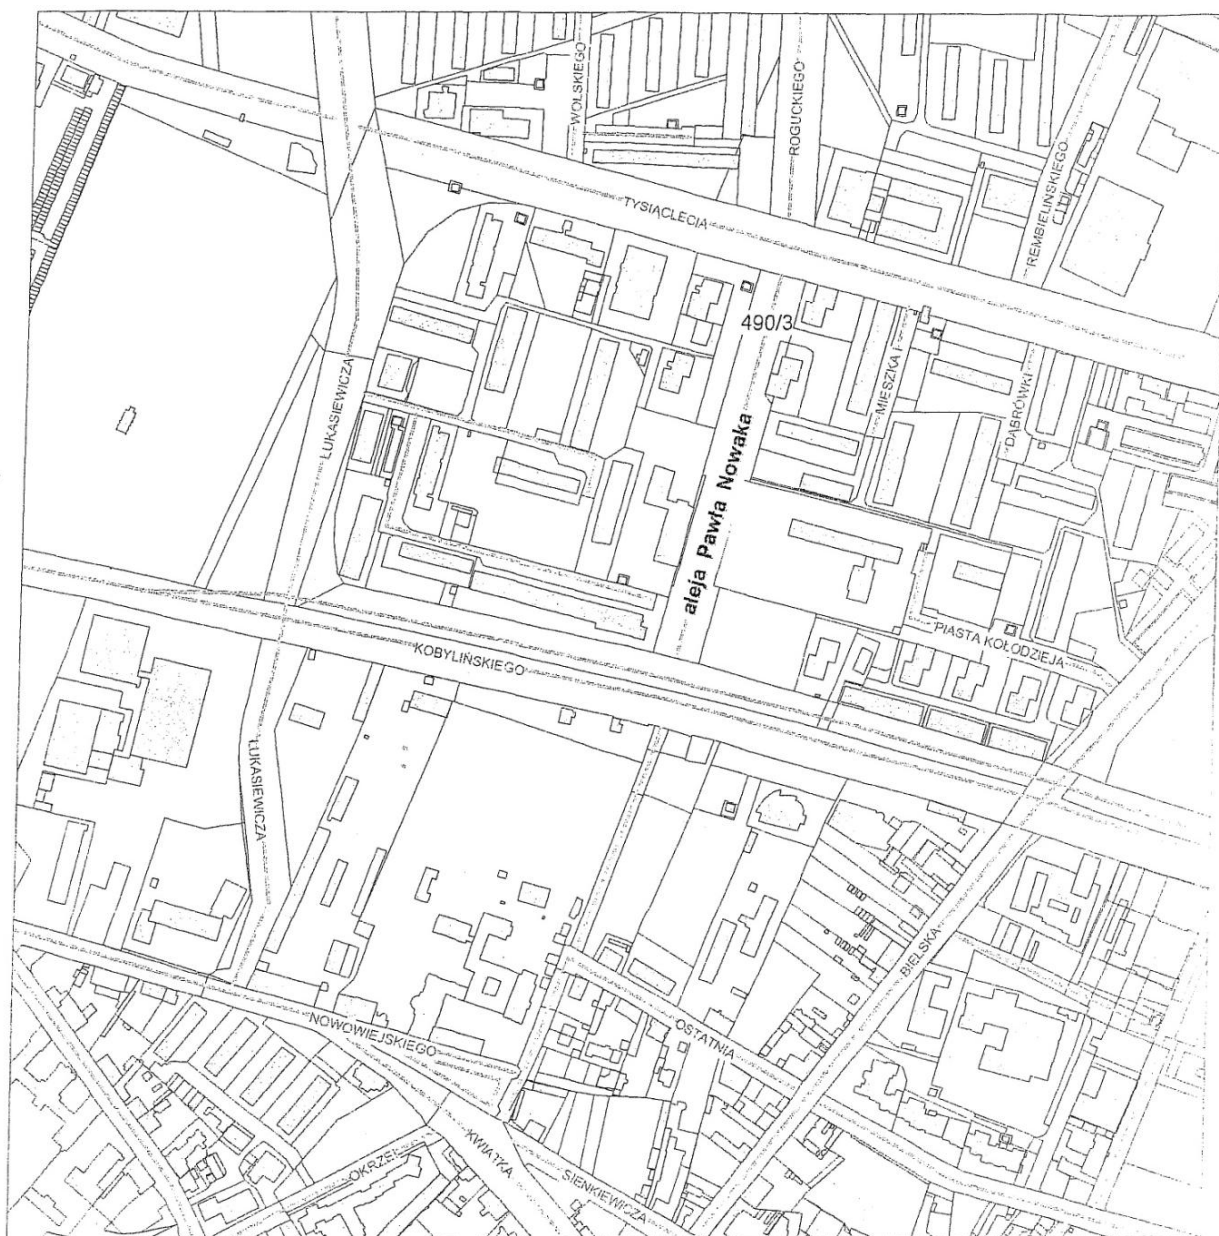 WOLSKIEGO
ROGUCKIEGO
REMBIELIŃSKIEGO
TYSIĄCLECIA
490/3
MIESZKA I
DĄBRÓWKI
ŁUKASIEWICZA
aleja Pawła Nowaka
PIASTA KOŁODZIEJA
KOBYLIŃSKIEGO
ŁUKASIEWICZA
BIELSKA
NOWOWIEJSKIEGO
OSTATNIA
OKRZEI
KWIATKA
SIENKIEWICZA